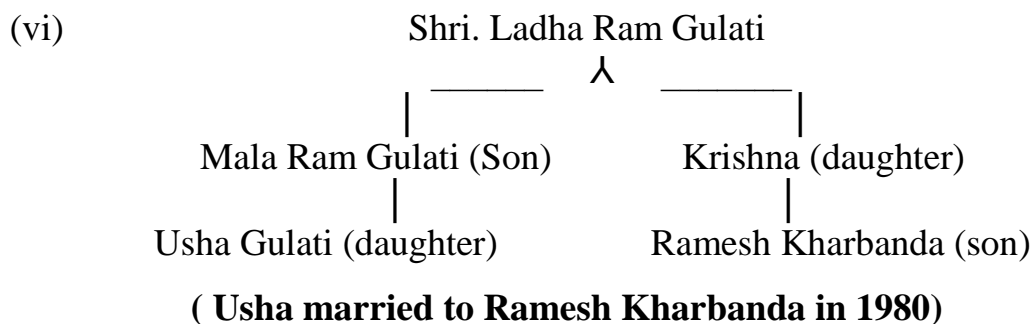 (vi) Shri. Ladha Ram Gulati
Mala Ram Gulati (Son) Krishna (daughter)
Usha Gulati (daughter) Ramesh Kharbanda (son)
( Usha married to Ramesh Kharbanda in 1980)